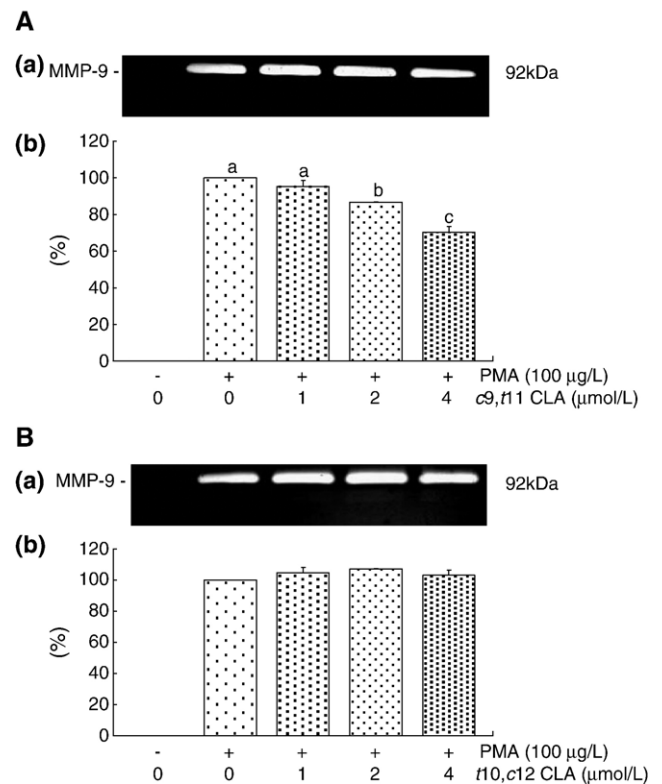 A
(a) MMP-9 - 92kDa
(b)
120
100
80
60
40
20
0
(%)
a a b c
- + + + + PMA (100 μg/L)
0 0 1 2 4 c9,t11 CLA (μmol/L)
B
(a) MMP-9 - 92kDa
(b)
120
100
80
60
40
20
0
(%)
- + + + + PMA (100 μg/L)
0 0 1 2 4 t10,c12 CLA (μmol/L)